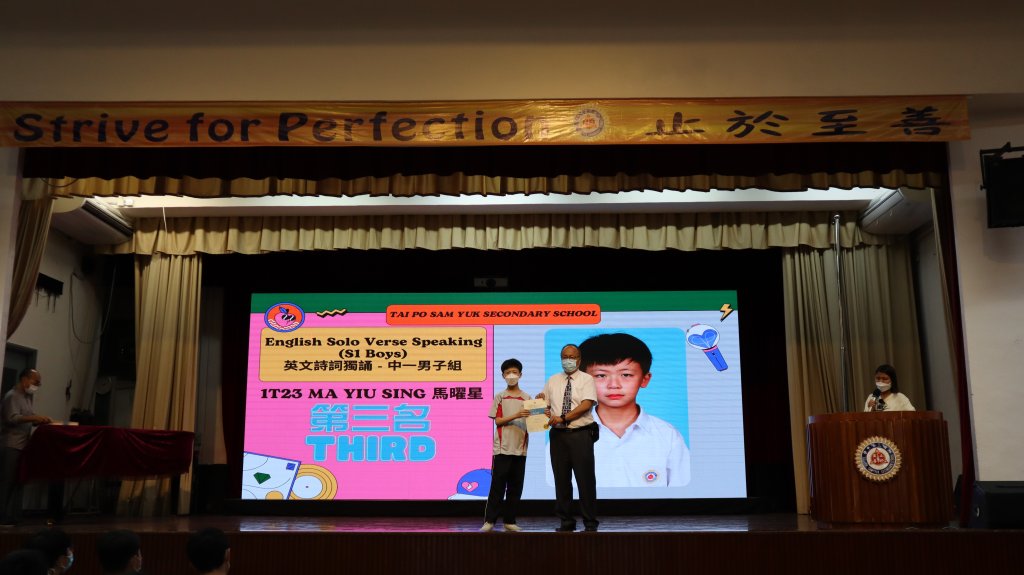 Strive for Perfection 止於至善
TAI PO SAM YUK SECONDARY SCHOOL
English Solo Verse Speaking
(S1 Boys)
英文詩詞獨誦 - 中一男子組
1T23 MA YIU SING 馬曜星
第三名
THIRD